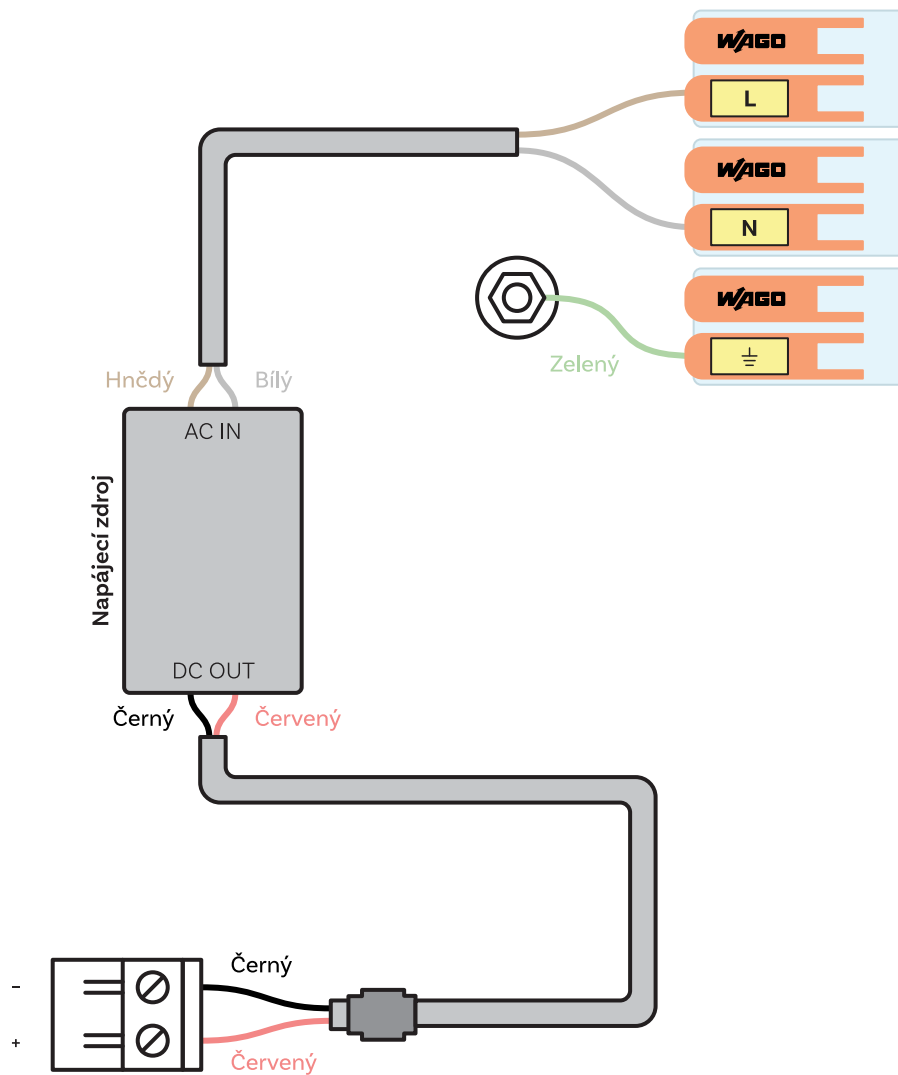 WAGO
L
WAGO
N
WAGO
Zelený
Hnčdý
Bílý
AC IN
Napájecí zdroj
DC OUT
Černý
Červený
Černý
-
+
Červený